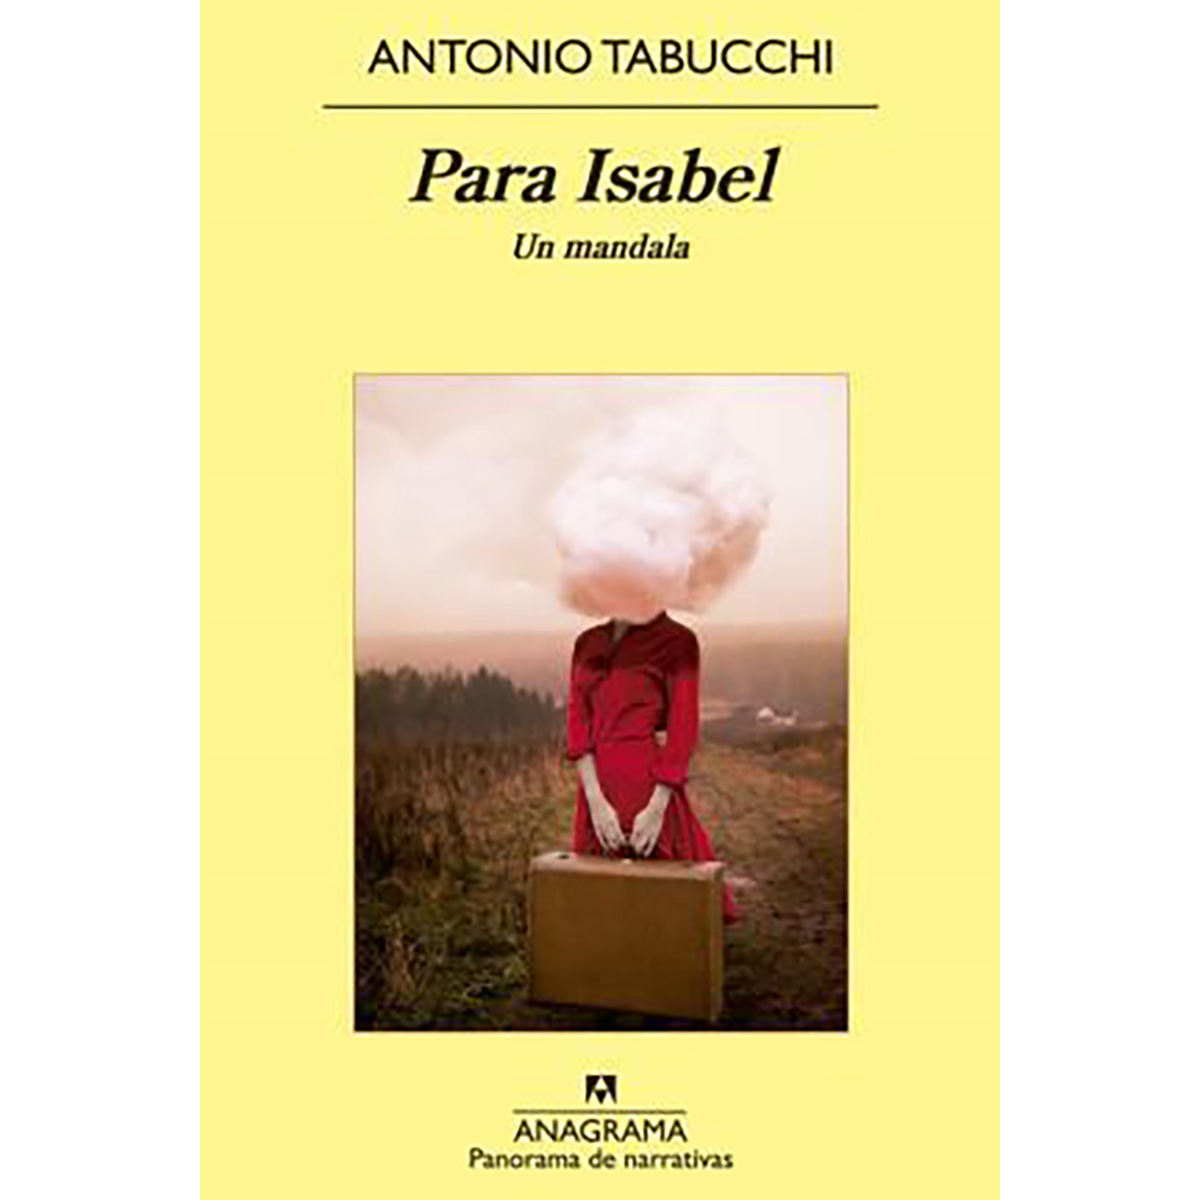 ANTONIO TABUCCHI
Para Isabel
Un mandala
ANAGRAMA
Panorama de narrativas